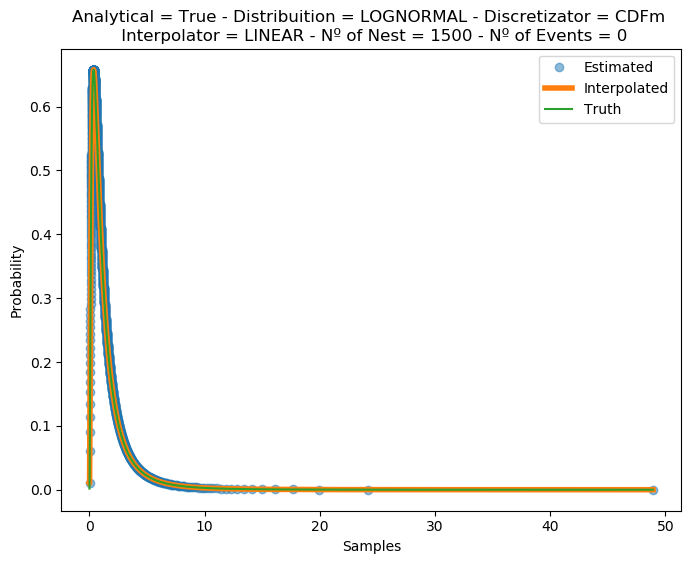 Analytical = True - Distribuition = LOGNORMAL - Discretizator = CDFm
Interpolator = LINEAR - Nº of Nest = 1500 - Nº of Events = 0
Estimated
Interpolated
Truth
0.6
0.5
0.4
0.3
0.2
0.1
0.0
Probability
0 10 20 30 40 50
Samples